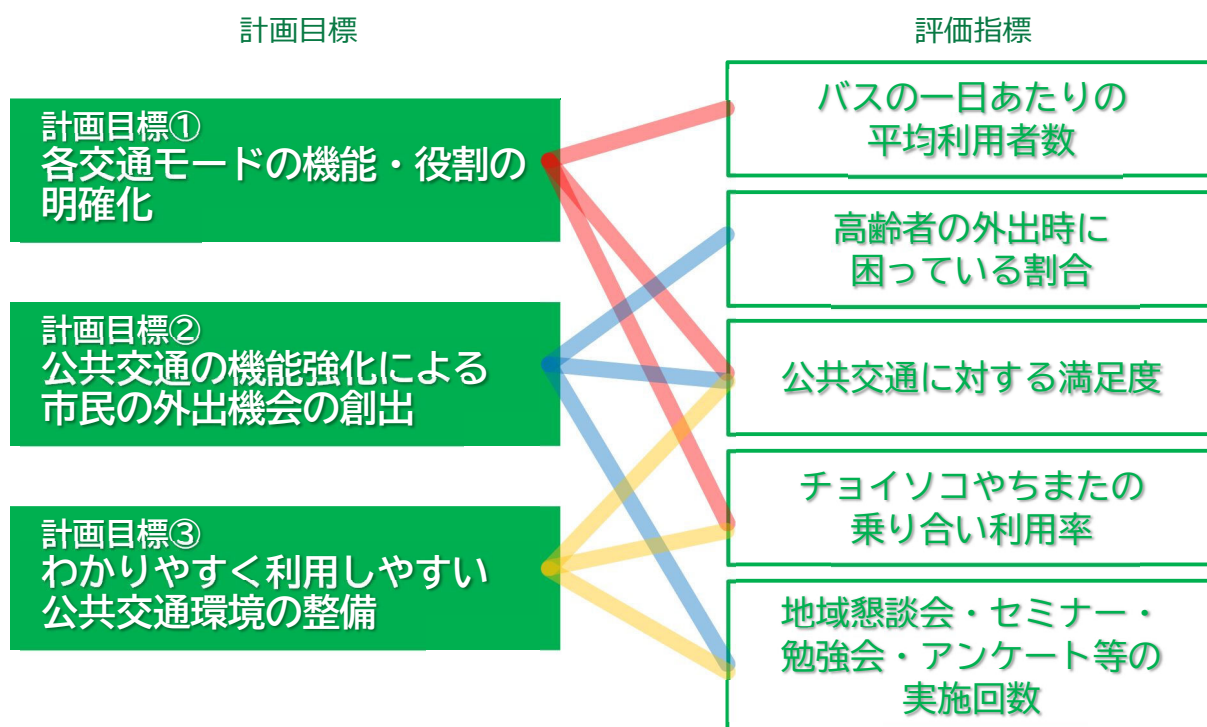 計画目標
評価指標
計画目標①
各交通モードの機能・役割の
明確化
計画目標②
公共交通の機能強化による
市民の外出機会の創出
計画目標③
わかりやすく利用しやすい
公共交通環境の整備
バスの一日あたりの
平均利用者数
高齢者の外出時に
困っている割合
公共交通に対する満足度
チョイソコやちまたの
乗り合い利用率
地域懇談会・セミナー・
勉強会・アンケート等の
実施回数